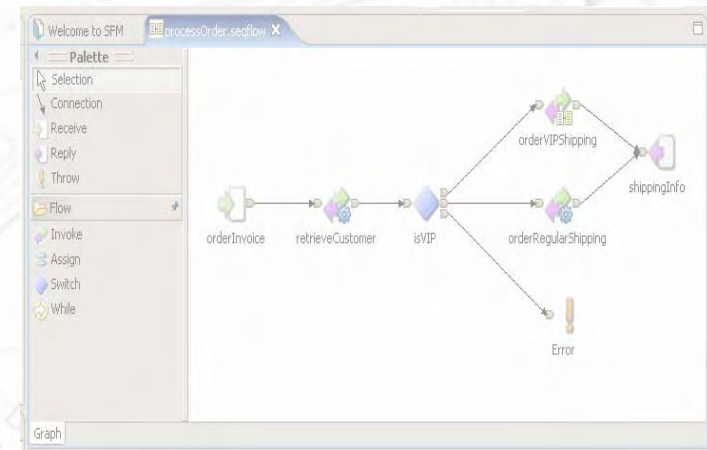 Welcome to SFM
processOrder.seqflow
Palette
Selection
Connection
Receive
Reply
Throw
Flow
Invoke
Assign
Switch
While
orderVIPShipping
shippingInfo
orderInvoice
retrieveCustomer
isVIP
orderRegularShipping
Error
Graph